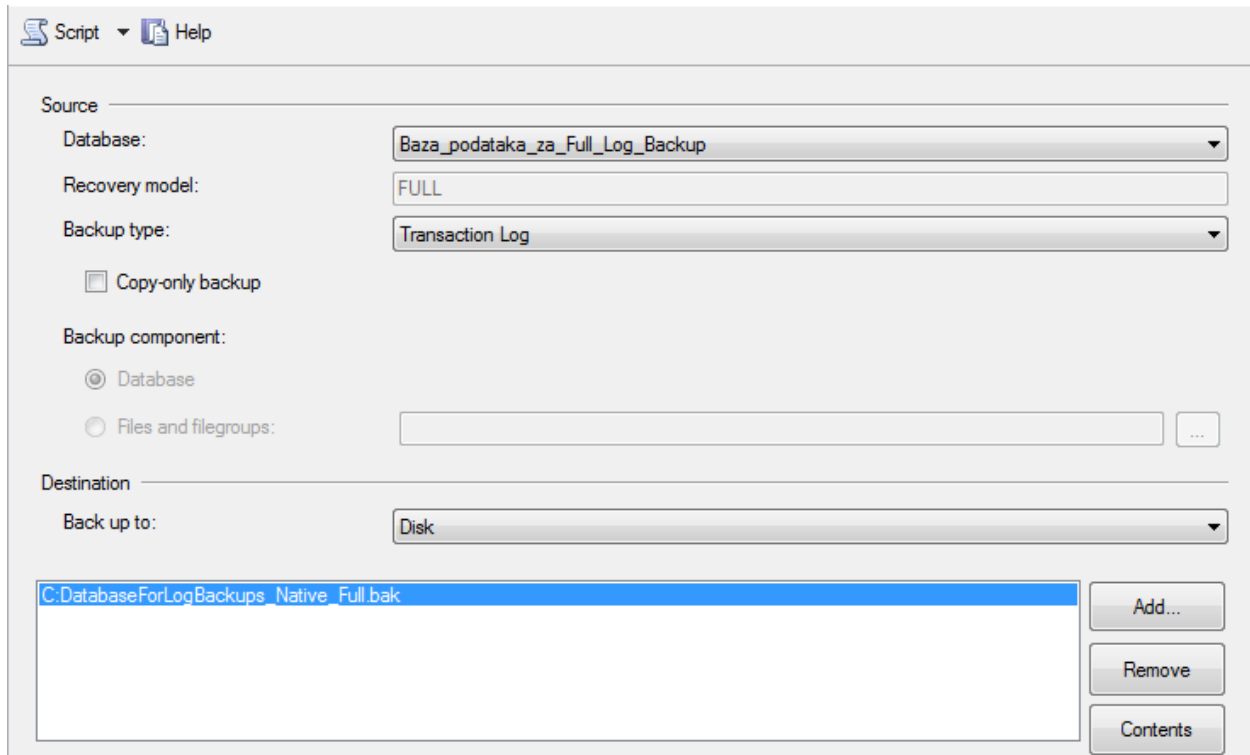 Script Help
Source
Database: Baza_podataka_za_Full_Log_Backup
Recovery model: FULL
Backup type: Transaction Log
Copy-only backup
Backup component:
Database
Files and filegroups: ...
Destination
Back up to: Disk
C:DatabaseForLogBackups_Native_Full.bak
Add...
Remove
Contents